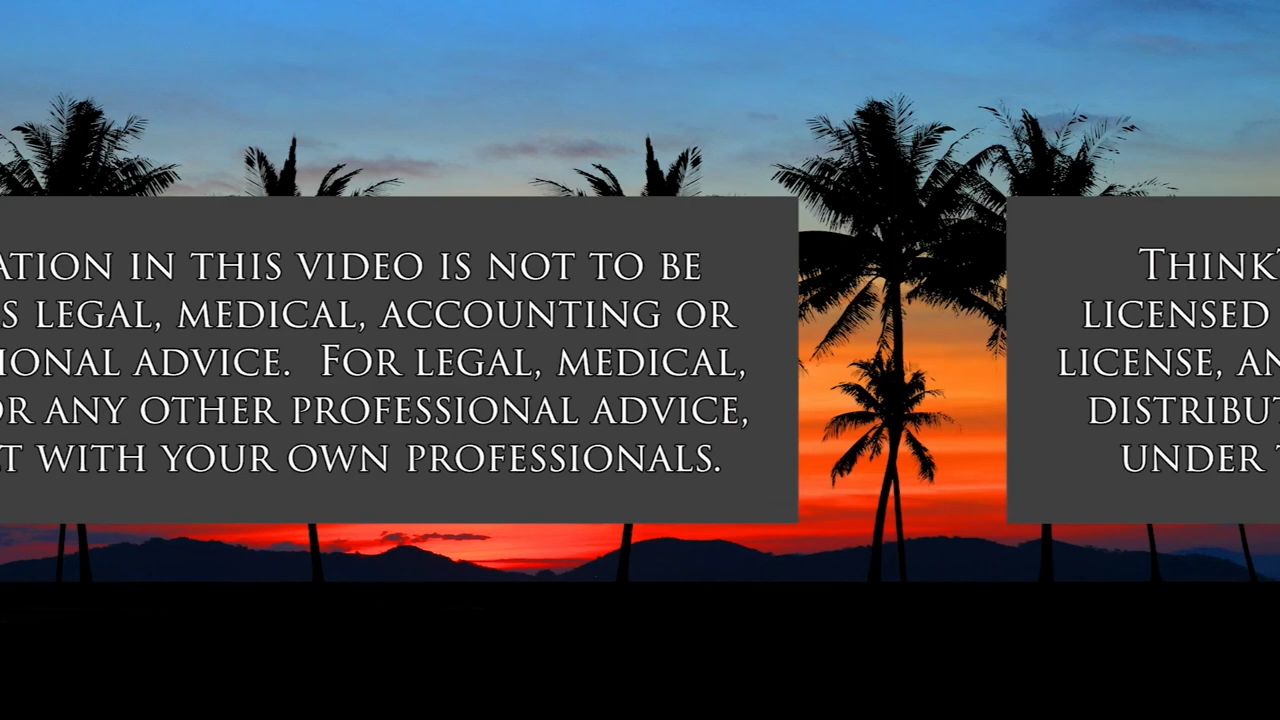 ATION IN THIS VIDEO IS NOT TO BE
S LEGAL, MEDICAL, ACCOUNTING OR
IONAL ADVICE. FOR LEGAL, MEDICAL,
OR ANY OTHER PROFESSIONAL ADVICE,
T WITH YOUR OWN PROFESSIONALS.
THINK
LICENSED
LICENSE, AN
DISTRIBUT
UNDER